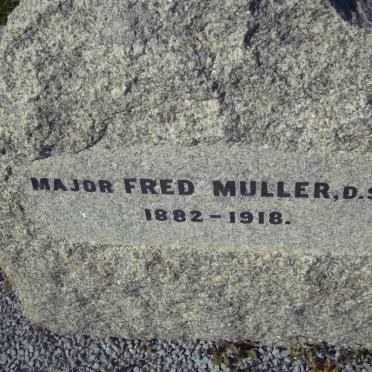 MAJOR FRED MULLER, D.S
1882 – 1918.